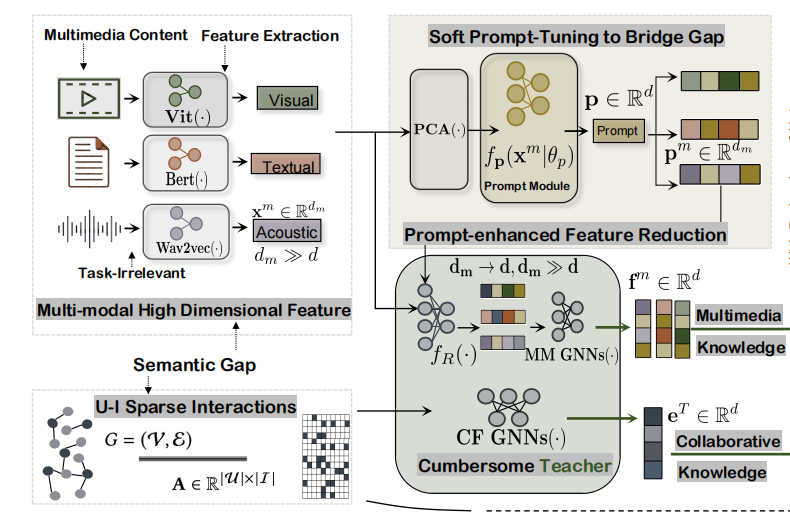 Multimedia Content
Feature Extraction
Vit(·)
Visual
Bert(·)
Textual
Wav2vec(·)
x^m ∈ ℝ^{d_m}
Acoustic
d_m ≫ d
Task-Irrelevant
Multi-modal High Dimensional Feature
Semantic Gap
U-I Sparse Interactions
G = (𝒱, ℰ)
A ∈ ℝ^{|𝒰|×|ℐ|}
Soft Prompt-Tuning to Bridge Gap
PCA(·)
f_p(x^m|θ_p)
Prompt Module
p ∈ ℝ^d
Prompt
p^m ∈ ℝ^{d_m}
Prompt-enhanced Feature Reduction
d_m → d, d_m ≫ d
f_R(·)
MM GNNs(·)
CF GNNs(·)
Cumbersome Teacher
f^m ∈ ℝ^d
Multimedia
Knowledge
e^T ∈ ℝ^d
Collaborative
Knowledge